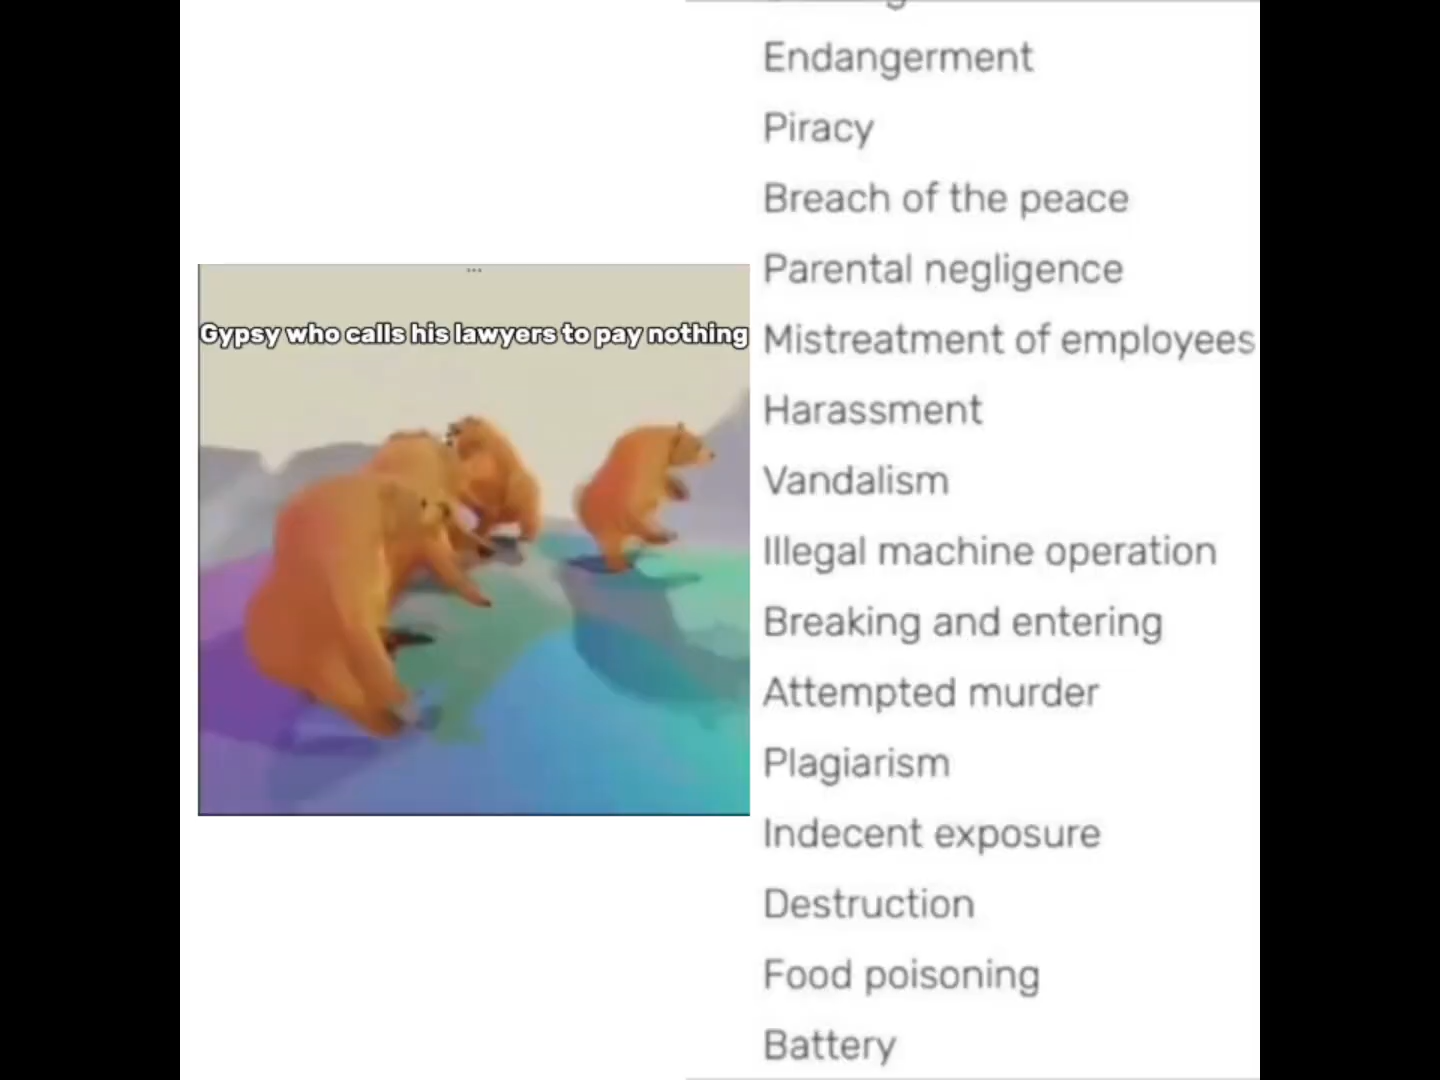 Gypsy who calls his lawyers to pay nothing
Endangerment
Piracy
Breach of the peace
Parental negligence
Mistreatment of employees
Harassment
Vandalism
Illegal machine operation
Breaking and entering
Attempted murder
Plagiarism
Indecent exposure
Destruction
Food poisoning
Battery